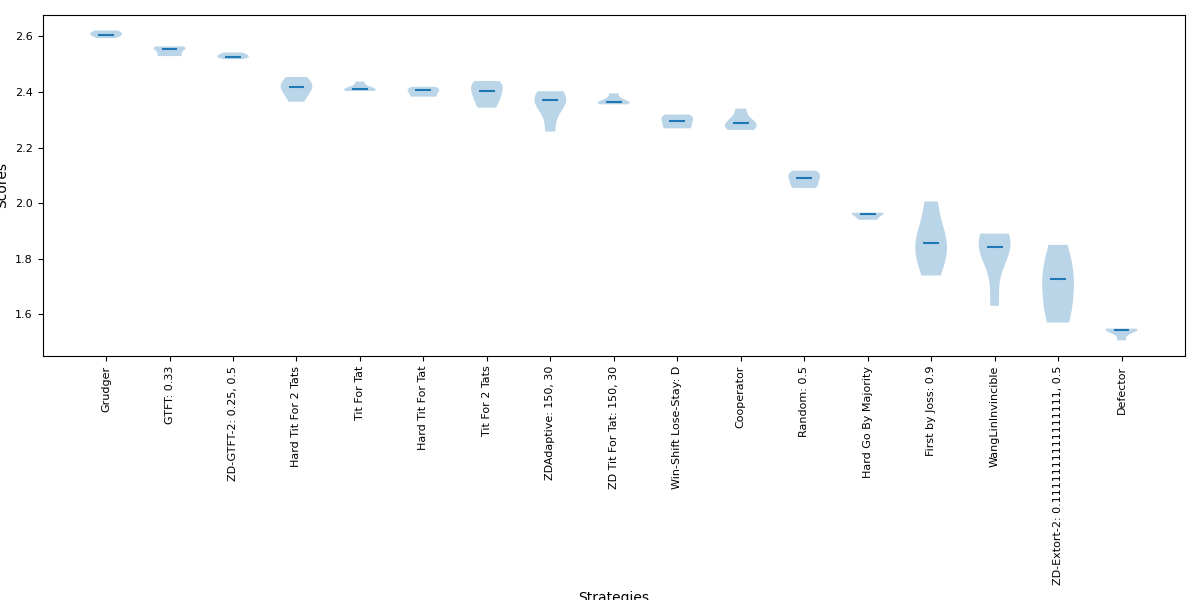 Scores
2.6
2.4
2.2
2.0
1.8
1.6
Grudger
GTFT: 0.33
ZD-GTFT-2: 0.25, 0.5
Hard Tit For 2 Tats
Tit For Tat
Hard Tit For Tat
Tit For 2 Tats
ZDAdaptive: 150, 30
ZD Tit For Tat: 150, 30
Win-Shift Lose-Stay: D
Cooperator
Random: 0.5
Hard Go By Majority
First by Joss: 0.9
WangLinInvincible
ZD-Extort-2: 0.1111111111111111, 0.5
Defector
Strategies